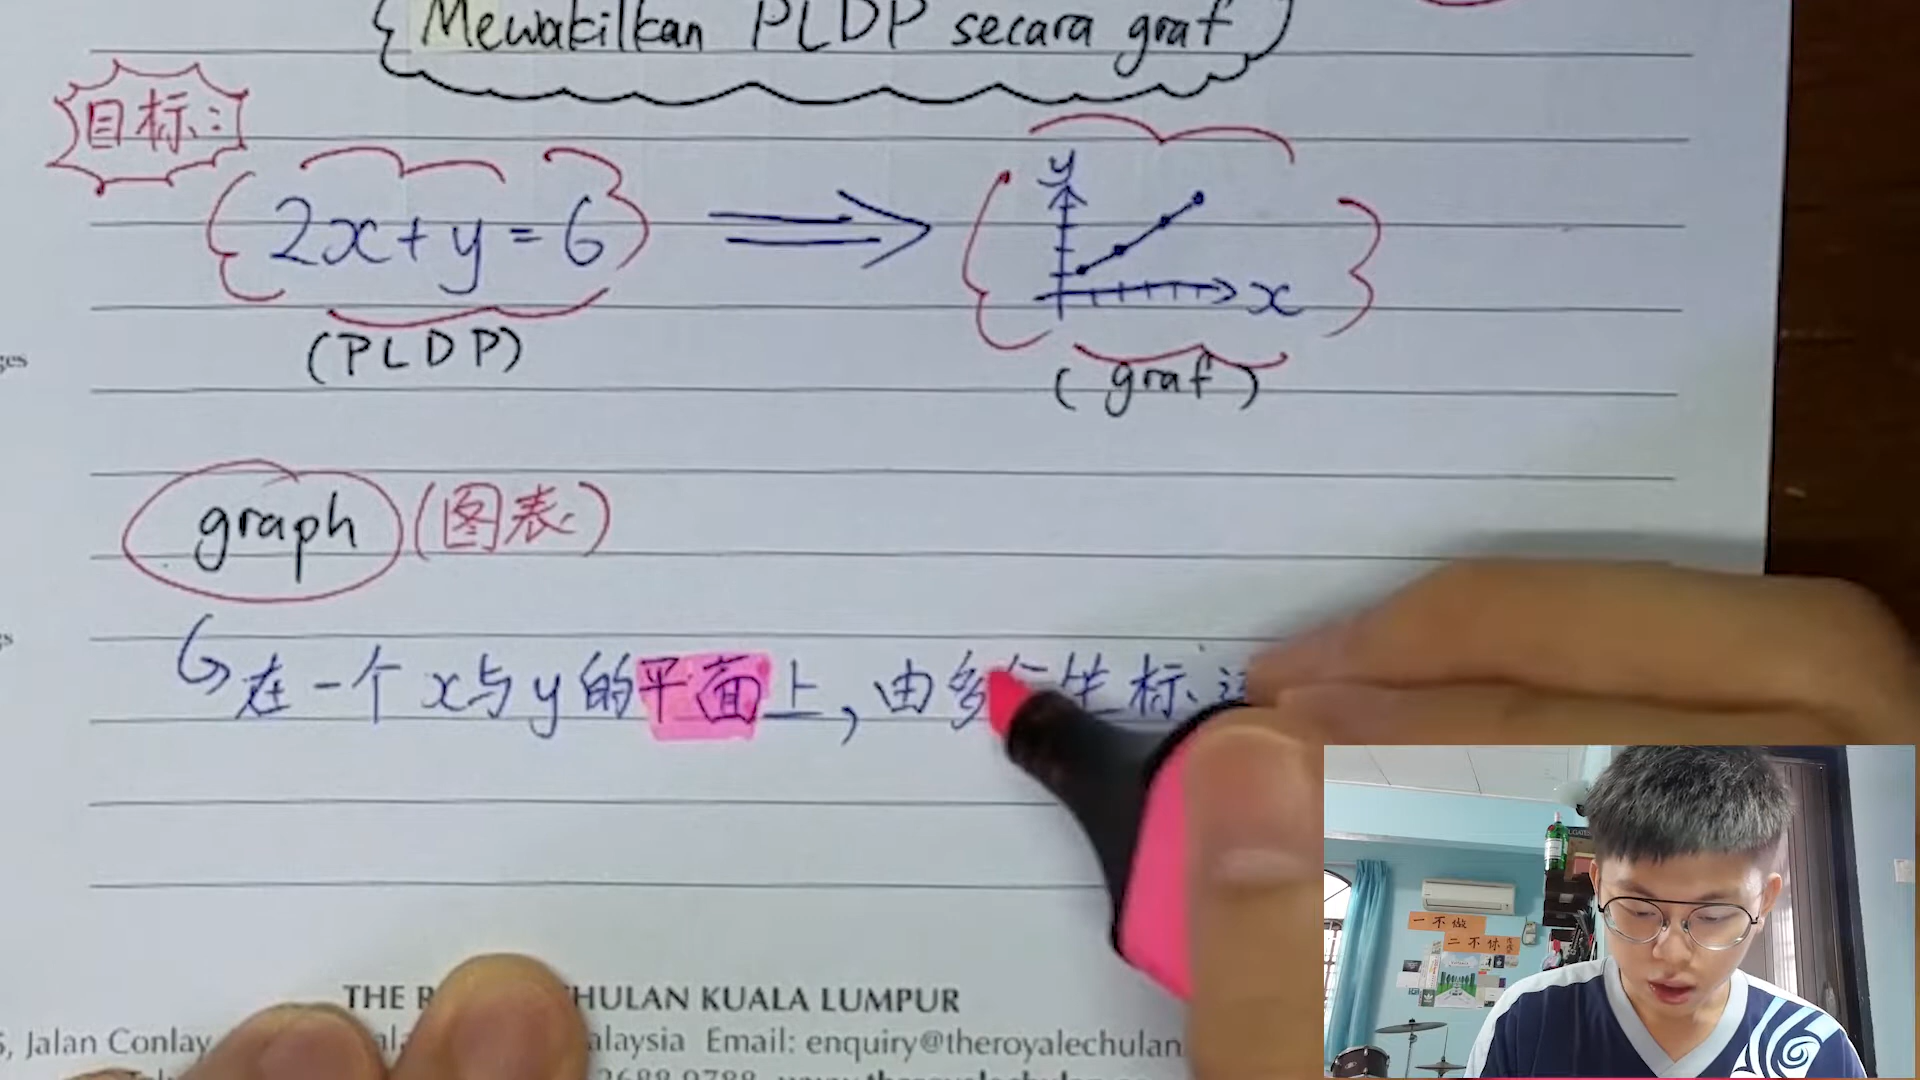 Mewakilkan PLDP secara graf
目标:
2x+y=6
y
x
(PLDP)
(graf)
graph (图表)
在一个x与y的平面上,由多个坐标
THE R HULAN KUALA LUMPUR
, Jalan Conlay alaysia Email: enquiry@theroyalechulan
一不做
二不休